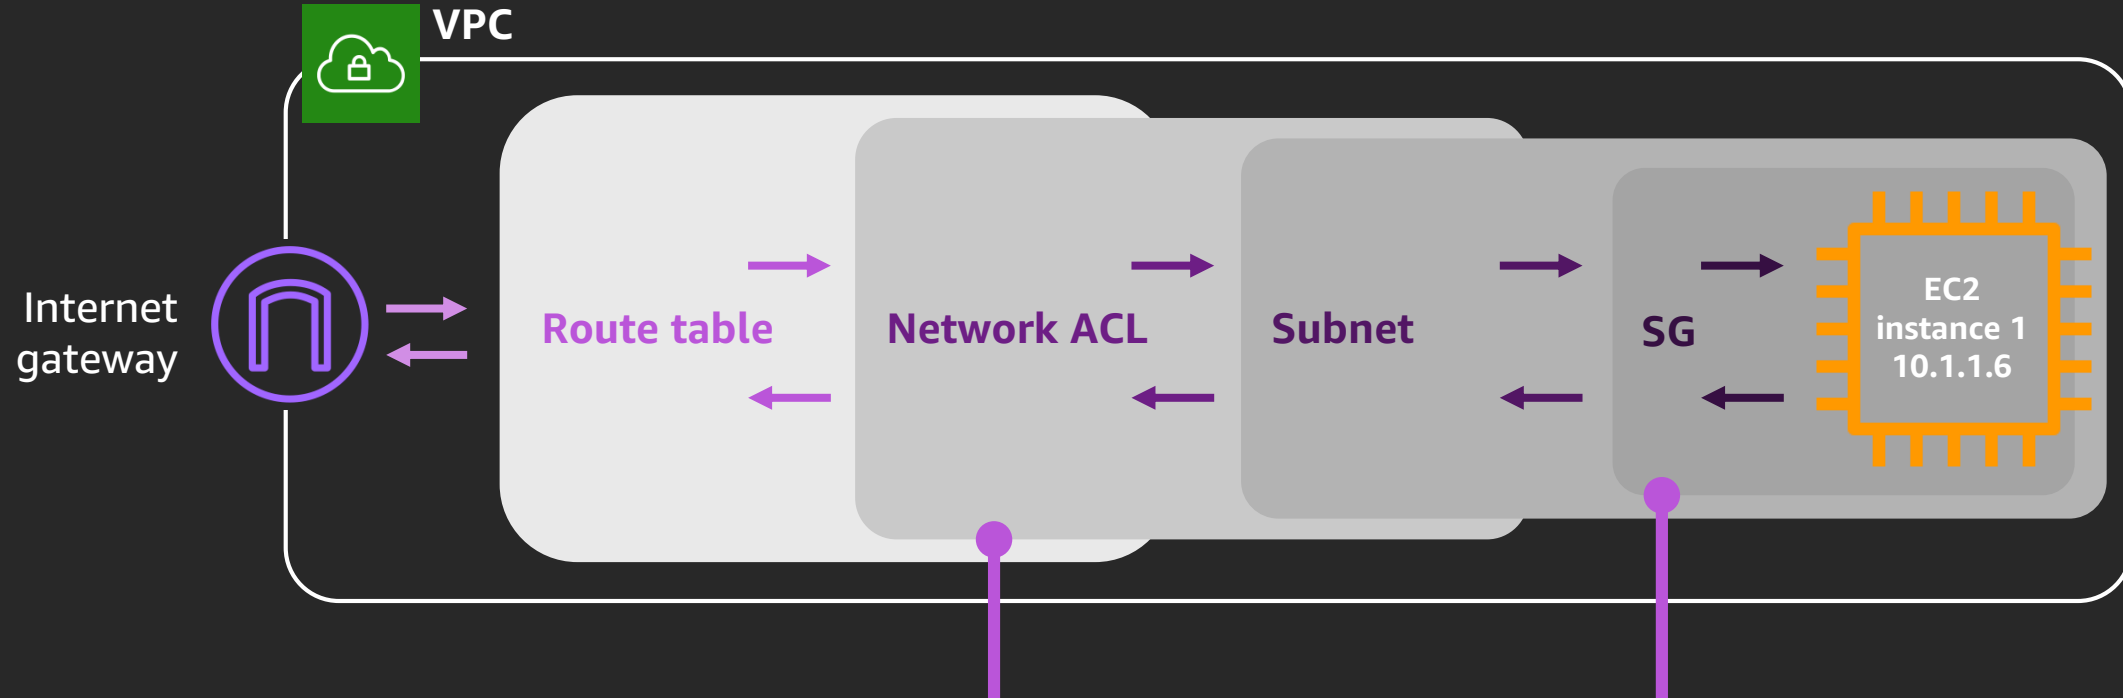 VPC
Internet
gateway
Route table
Network ACL
Subnet
SG
EC2
instance 1
10.1.1.6